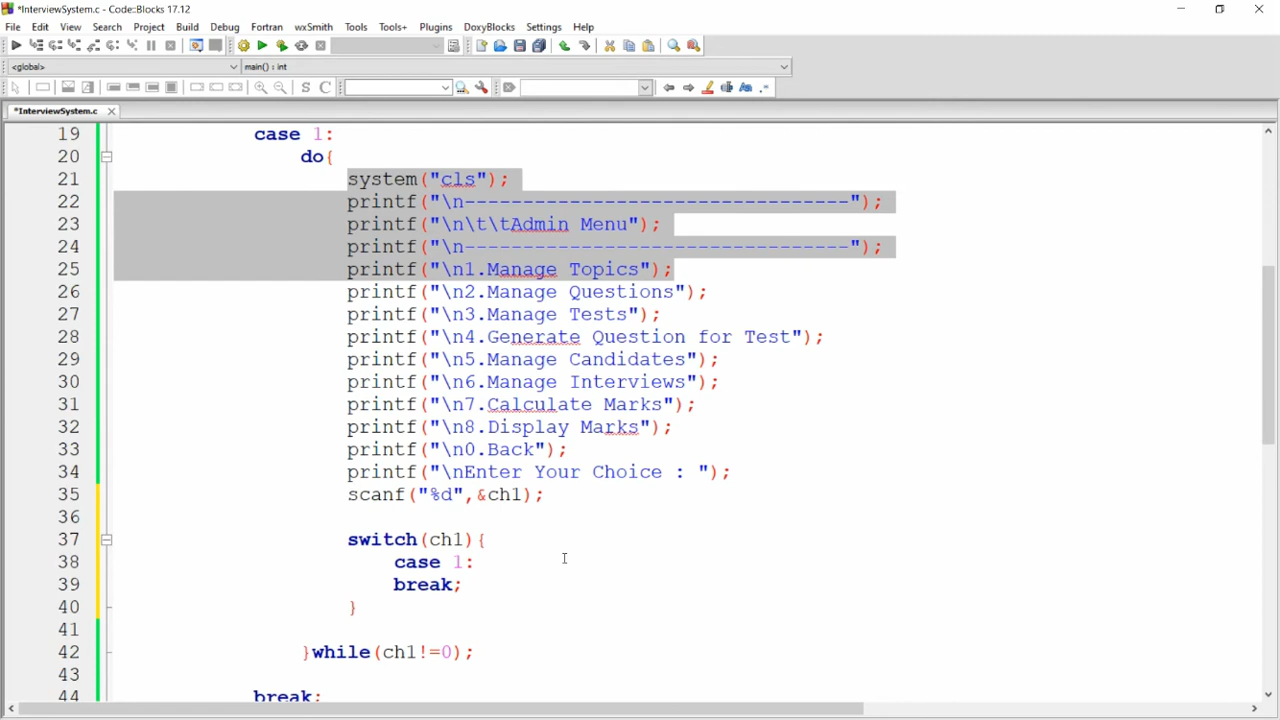 *InterviewSystem.c - Code::Blocks 17.12
File Edit View Search Project Build Debug Fortran wxSmith Tools Tools+ Plugins DoxyBlocks Settings Help
<global> main() : int
S C
*InterviewSystem.c
19 case 1:
20 do{
21 system("cls");
22 printf("\n---------------------------------");
23 printf("\n\t\tAdmin Menu");
24 printf("\n---------------------------------");
25 printf("\n1.Manage Topics");
26 printf("\n2.Manage Questions");
27 printf("\n3.Manage Tests");
28 printf("\n4.Generate Question for Test");
29 printf("\n5.Manage Candidates");
30 printf("\n6.Manage Interviews");
31 printf("\n7.Calculate Marks");
32 printf("\n8.Display Marks");
33 printf("\n0.Back");
34 printf("\nEnter Your Choice : ");
35 scanf("%d",&ch1);
36
37 switch(ch1){
38 case 1:
39 break;
40 }
41
42 }while(ch1!=0);
43
44 break;